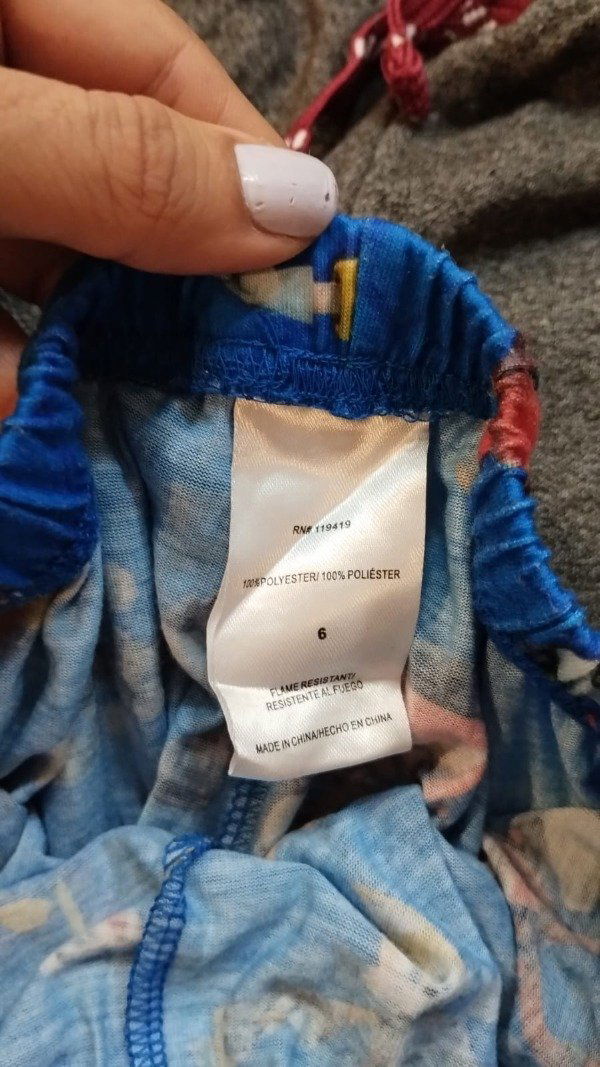 RN# 119419
100%POLYESTER/ 100% POLIÉSTER
6
FLAME RESISTANT/
RESISTENTE AL FUEGO
MADE IN CHINA/HECHO EN CHINA